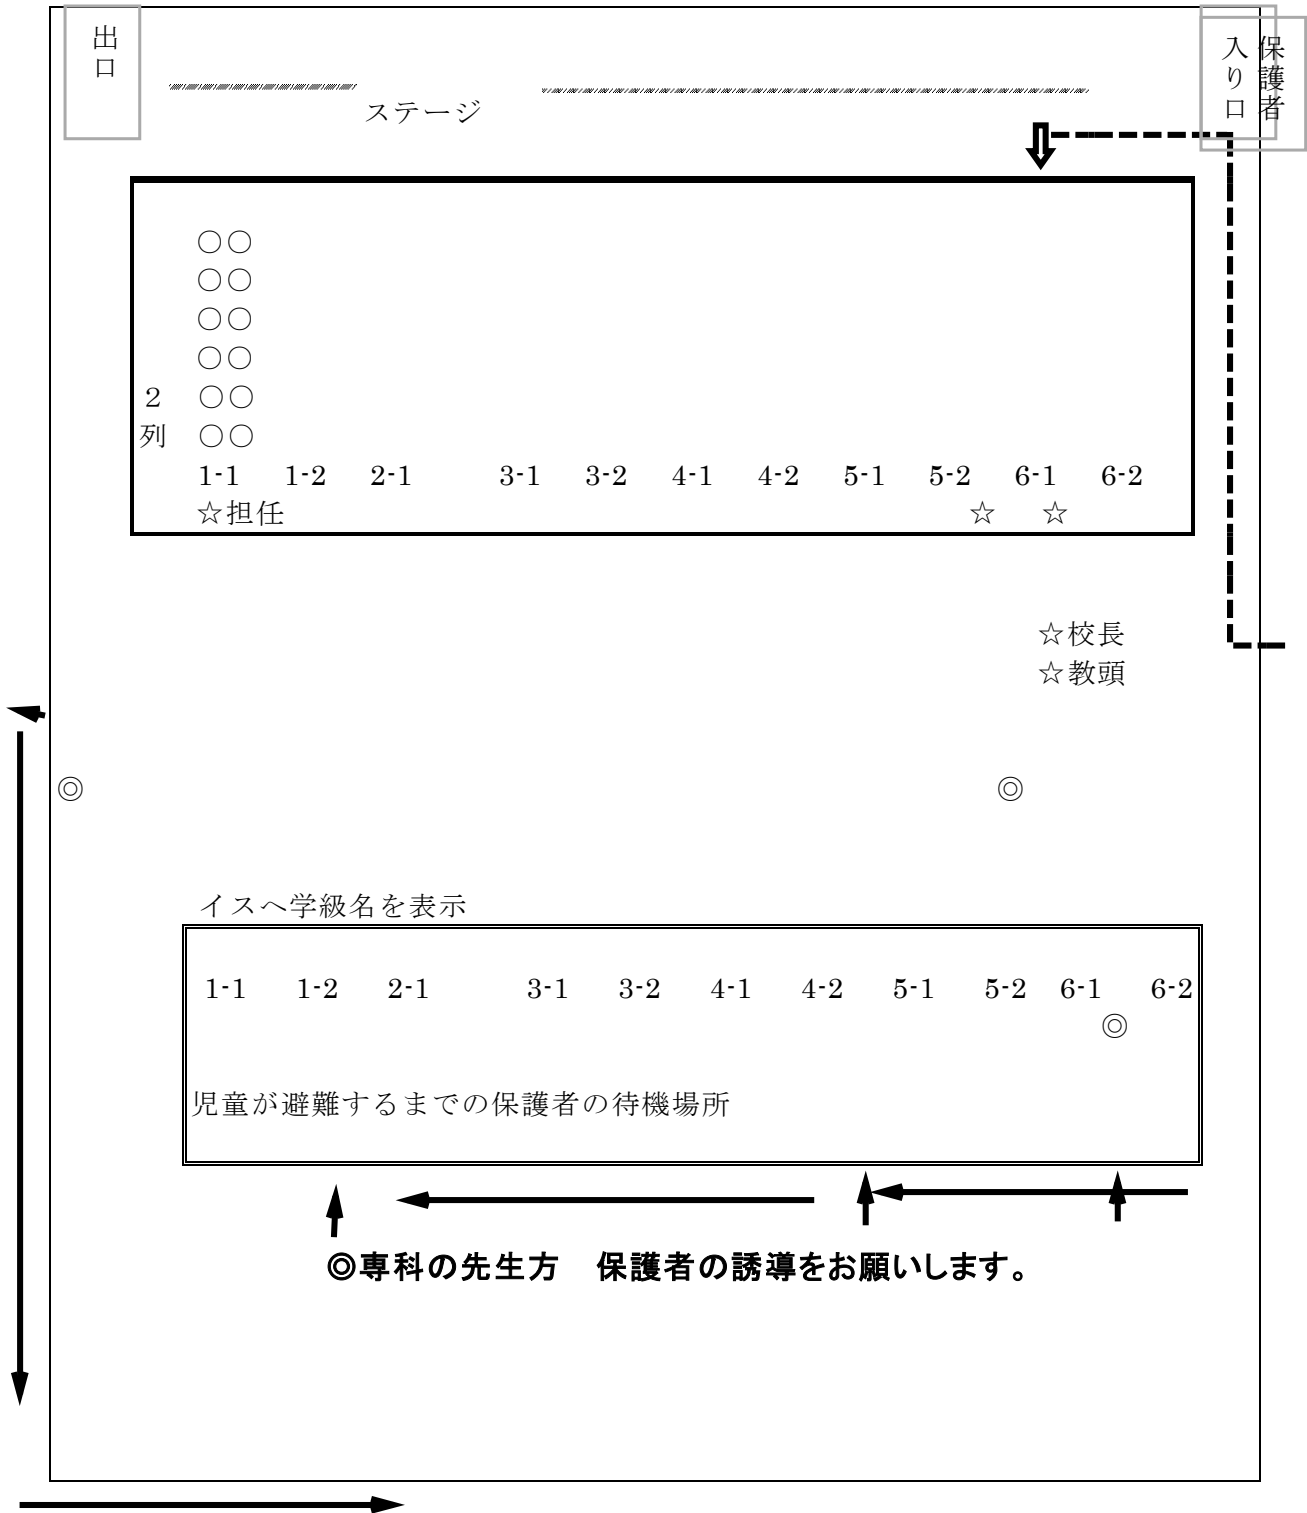 出口
保護者
入り口
ステージ
○○
○○
○○
○○
２ ○○
列 ○○
1-1 1-2 2-1 3-1 3-2 4-1 4-2 5-1 5-2 6-1 6-2
☆担任 ☆ ☆
☆校長
☆教頭
◎ ◎
イスへ学級名を表示
1-1 1-2 2-1 3-1 3-2 4-1 4-2 5-1 5-2 6-1 6-2
◎
児童が避難するまでの保護者の待機場所
◎専科の先生方　保護者の誘導をお願いします。